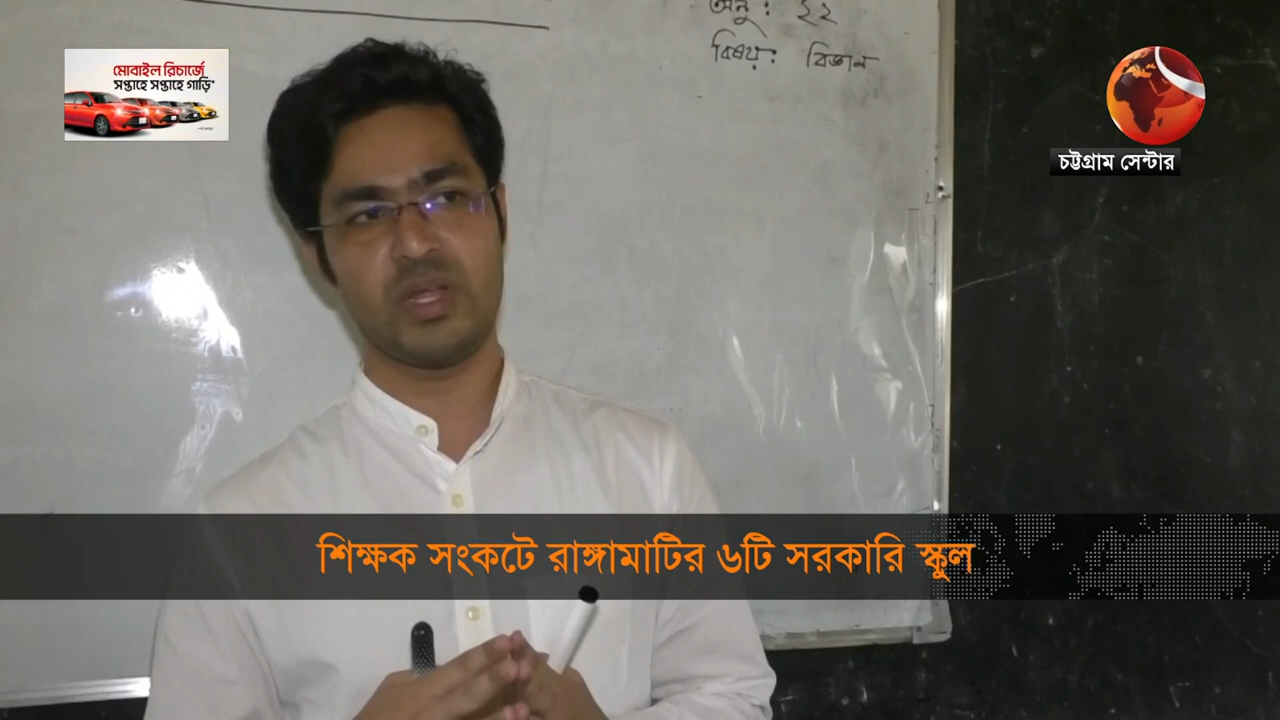 মোবাইল রিচার্জে
সপ্তাহে সপ্তাহে গাড়ি*
অনু: ২২
বিষয়: বিজ্ঞান
চট্টগ্রাম সেন্টার
শিক্ষক সংকটে রাঙ্গামাটির ৬টি সরকারি স্কুল